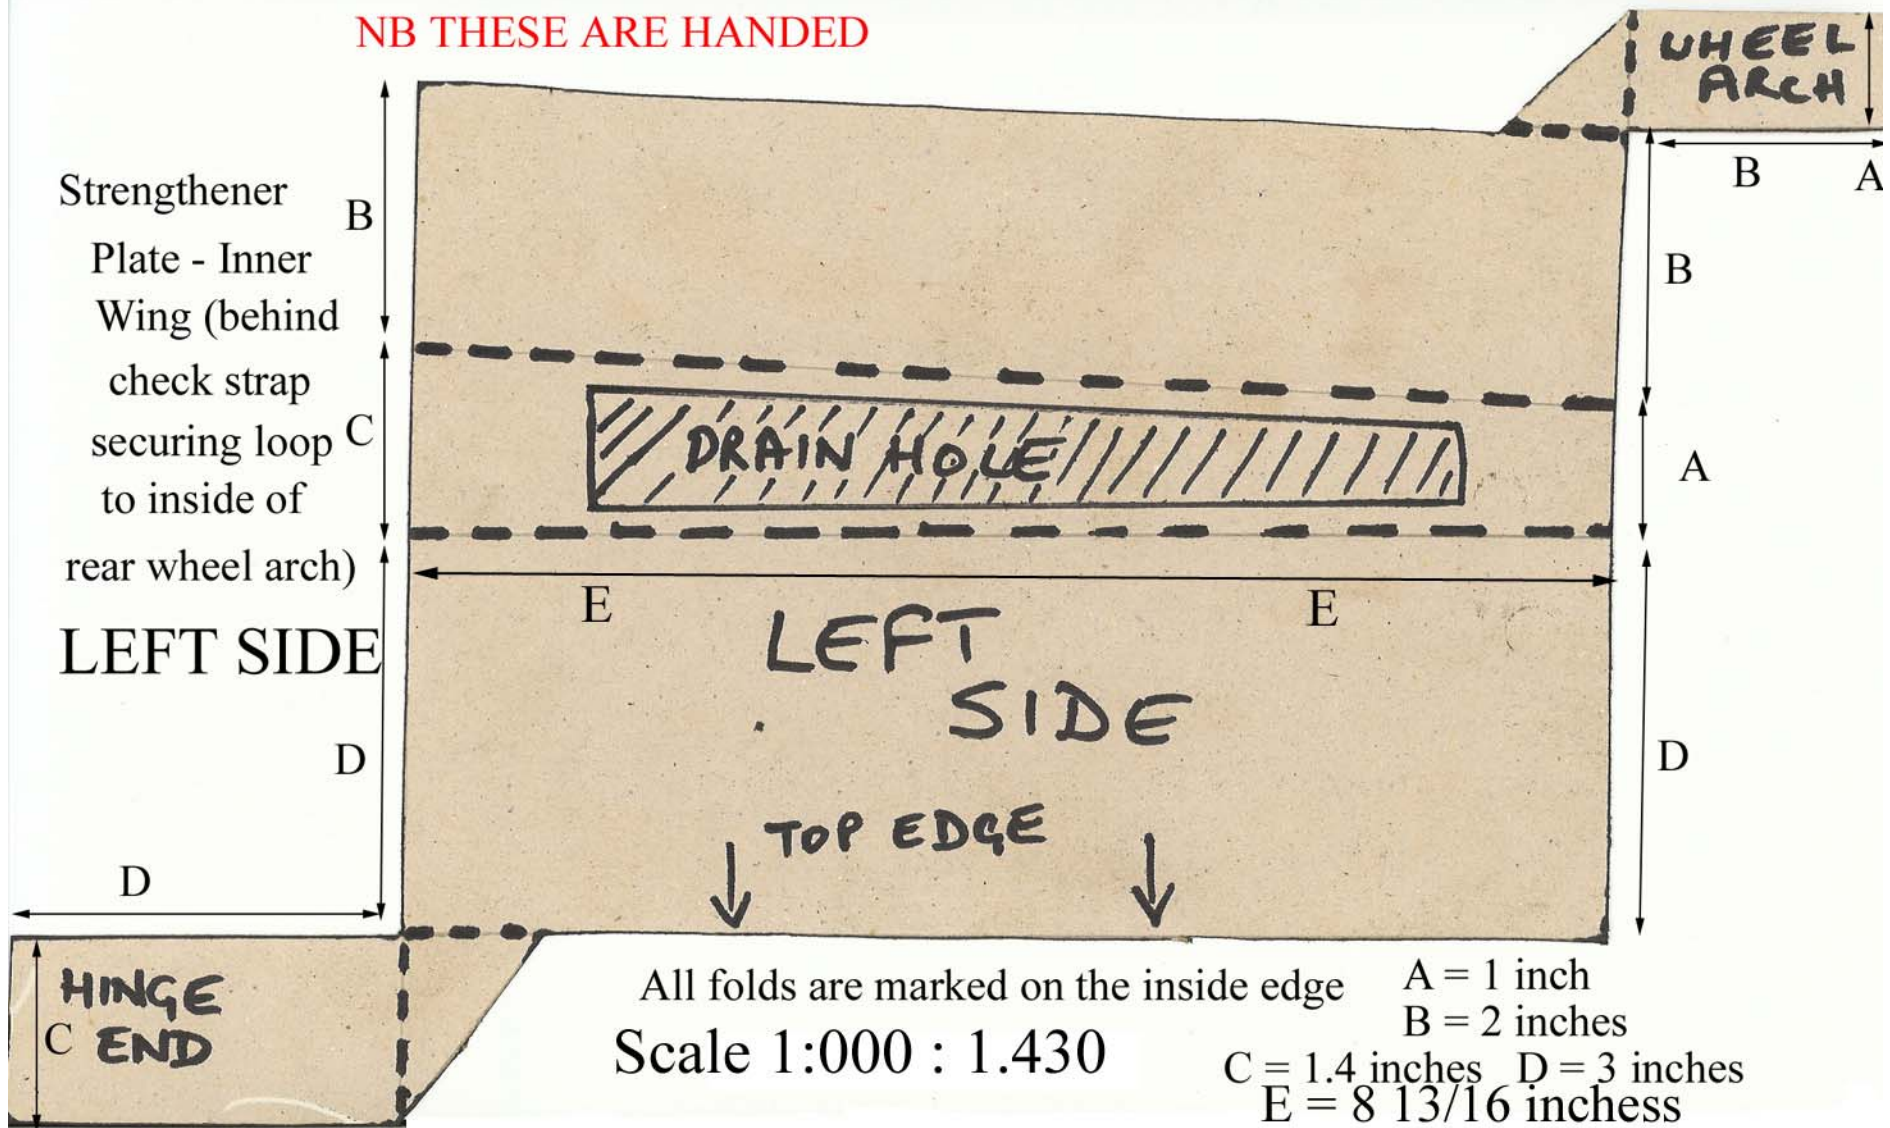 NB THESE ARE HANDED
WHEEL
ARCH
A
B
B
Strengthener
Plate - Inner
Wing (behind
check strap
securing loop
to inside of
rear wheel arch)
LEFT SIDE
B
C
DRAIN HOLE
A
E
E
LEFT
SIDE
D
D
TOP EDGE
D
HINGE
END
C
All folds are marked on the inside edge
Scale 1:000 : 1.430
A = 1 inch
B = 2 inches
C = 1.4 inches D = 3 inches
E = 8 13/16 inchess